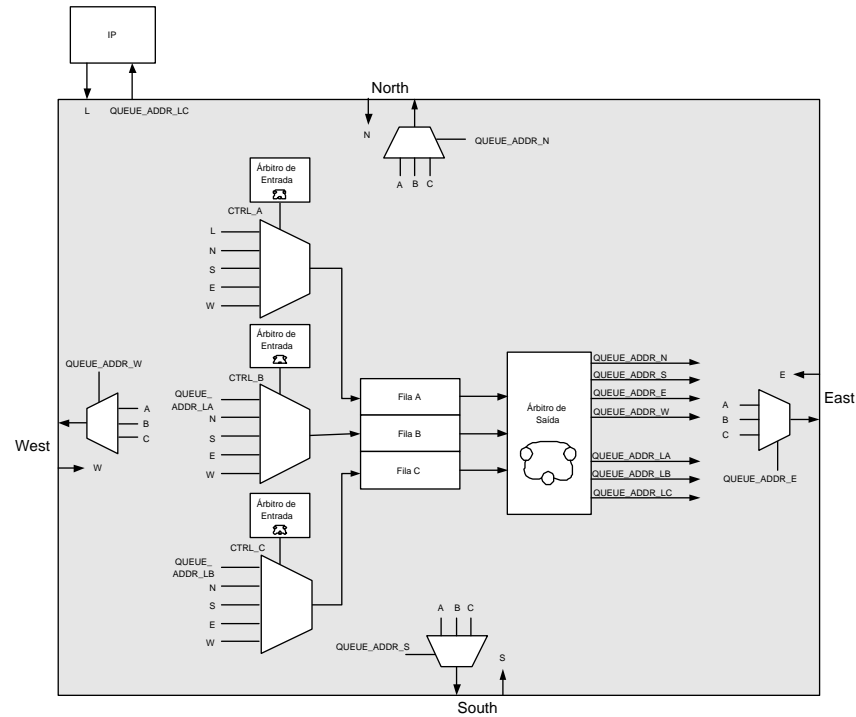 IP
L
QUEUE_ADDR_LC
North
N
QUEUE_ADDR_N
A B C
Árbitro de
Entrada
CTRL_A
L
N
S
E
W
Árbitro de
Entrada
CTRL_B
QUEUE_
ADDR_LA
N
S
E
W
Árbitro de
Entrada
CTRL_C
QUEUE_
ADDR_LB
N
S
E
W
QUEUE_ADDR_W
A
B
C
West
W
Fila A
Fila B
Fila C
Árbitro de
Saída
QUEUE_ADDR_N
QUEUE_ADDR_S
QUEUE_ADDR_E
QUEUE_ADDR_W
QUEUE_ADDR_LA
QUEUE_ADDR_LB
QUEUE_ADDR_LC
E
East
A
B
C
QUEUE_ADDR_E
A B C
QUEUE_ADDR_S
S
South